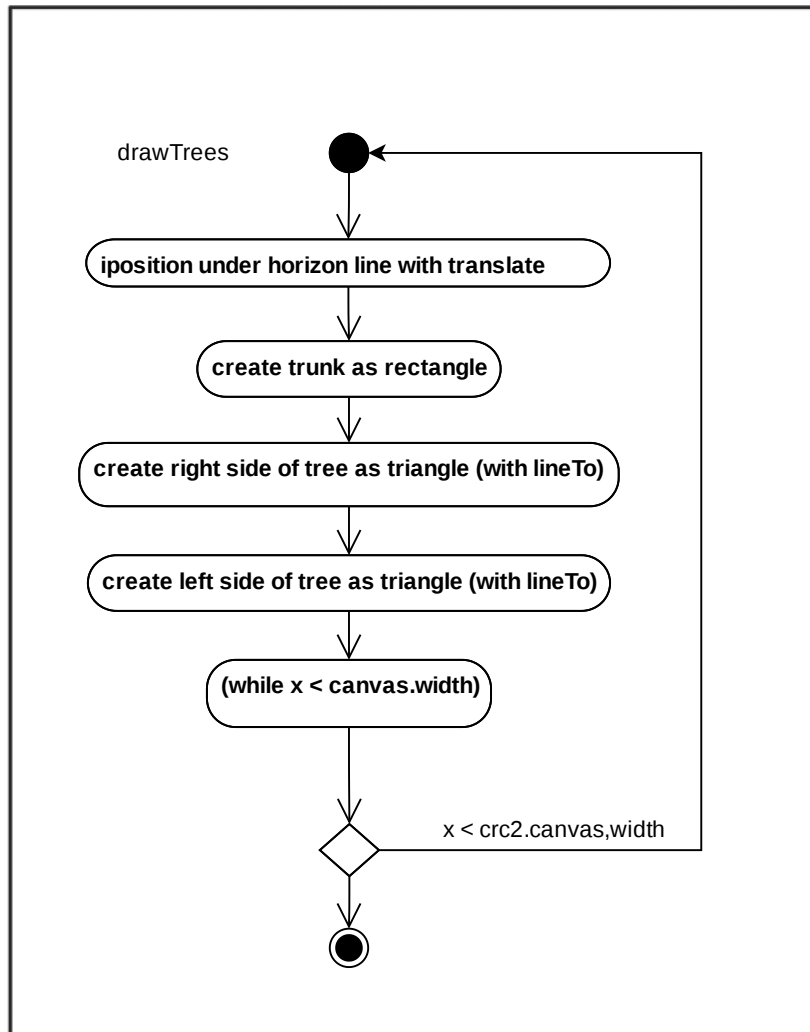 drawTrees
iposition under horizon line with translate
create trunk as rectangle
create right side of tree as triangle (with lineTo)
create left side of tree as triangle (with lineTo)
(while x < canvas.width)
x < crc2.canvas,width